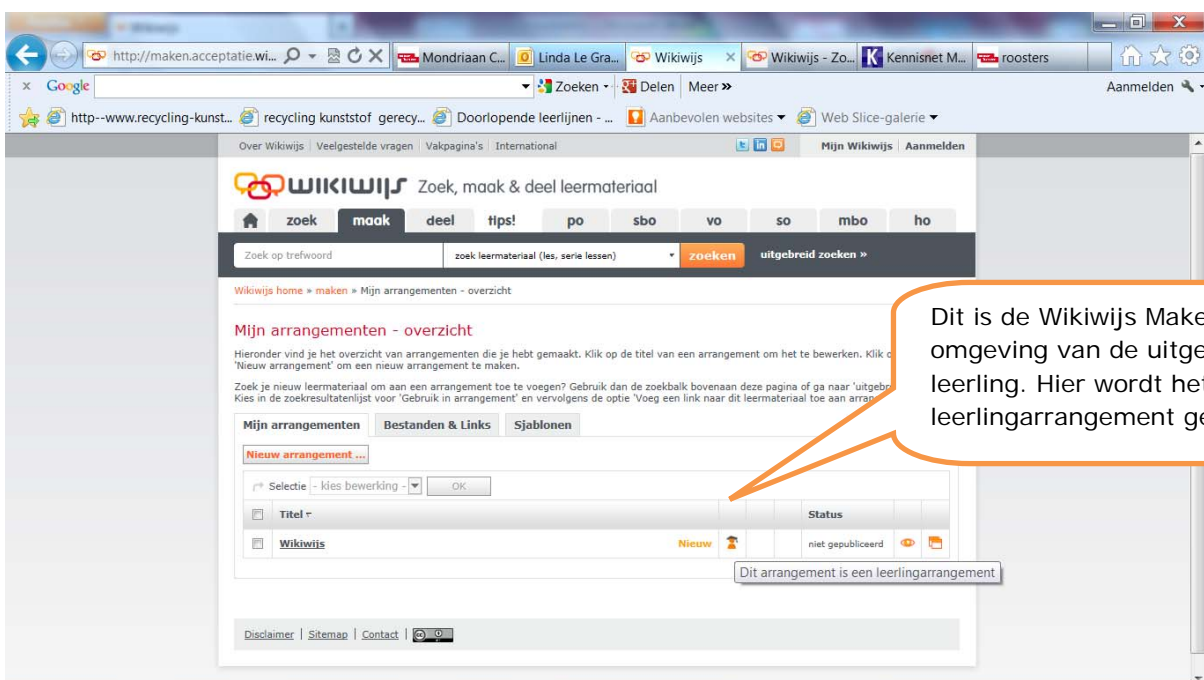 http://maken.acceptatie.wi...
Mondriaan C...
Linda Le Gra...
Wikiwijs
Wikiwijs - Zo...
Kennisnet M...
roosters
x Google
Zoeken
Delen
Meer »
Aanmelden
http--www.recycling-kunst...
recycling kunststof gerecy...
Doorlopende leerlijnen - ...
Aanbevolen websites
Web Slice-galerie
Over Wikiwijs | Veelgestelde vragen | Vakpagina's | International
Mijn Wikiwijs | Aanmelden
wikiwijs Zoek, maak & deel leermateriaal
zoek maak deel tips! po sbo vo so mbo ho
Zoek op trefwoord
zoek leermateriaal (les, serie lessen)
zoeken
uitgebreid zoeken »
Wikiwijs home » maken » Mijn arrangementen - overzicht
Mijn arrangementen - overzicht
Hieronder vind je het overzicht van arrangementen die je hebt gemaakt. Klik op de titel van een arrangement om het te bewerken. Klik
'Nieuw arrangement' om een nieuw arrangement te maken.
Zoek je nieuw leermateriaal om aan een arrangement toe te voegen? Gebruik dan de zoekbalk bovenaan deze pagina of ga naar 'uitgebr
Kies in de zoekresultatenlijst voor 'Gebruik in arrangement' en vervolgens de optie 'Voeg een link naar dit leermateriaal toe aan arran
Dit is de Wikiwijs Make
omgeving van de uitge
leerling. Hier wordt het
leerlingarrangement ge
Mijn arrangementen Bestanden & Links Sjablonen
Nieuw arrangement ...
Selectie - kies bewerking - OK
Titel Status
Wikiwijs Nieuw niet gepubliceerd
Dit arrangement is een leerlingarrangement
Disclaimer | Sitemap | Contact |